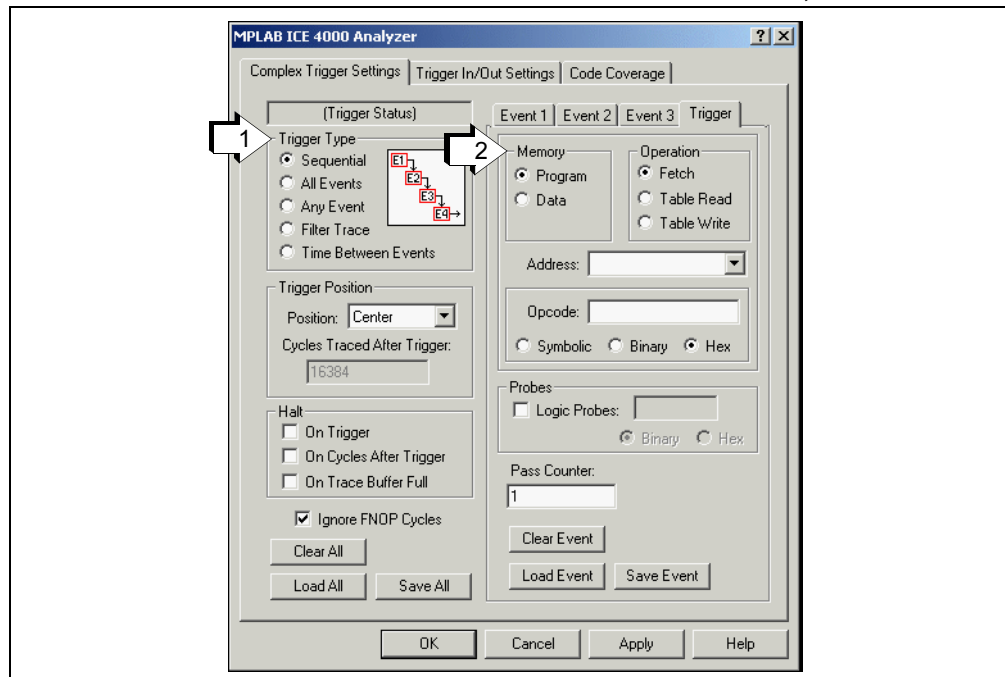 MPLAB ICE 4000 Analyzer
Complex Trigger Settings
Trigger In/Out Settings
Code Coverage
(Trigger Status)
1
Trigger Type
Sequential
All Events
Any Event
Filter Trace
Time Between Events
E1
E2
E3
E4
Trigger Position
Position: Center
Cycles Traced After Trigger:
16384
Halt
On Trigger
On Cycles After Trigger
On Trace Buffer Full
Ignore FNOP Cycles
Clear All
Load All
Save All
Event 1
Event 2
Event 3
Trigger
2
Memory
Program
Data
Operation
Fetch
Table Read
Table Write
Address:
Opcode:
Symbolic
Binary
Hex
Probes
Logic Probes:
Binary
Hex
Pass Counter:
1
Clear Event
Load Event
Save Event
OK
Cancel
Apply
Help